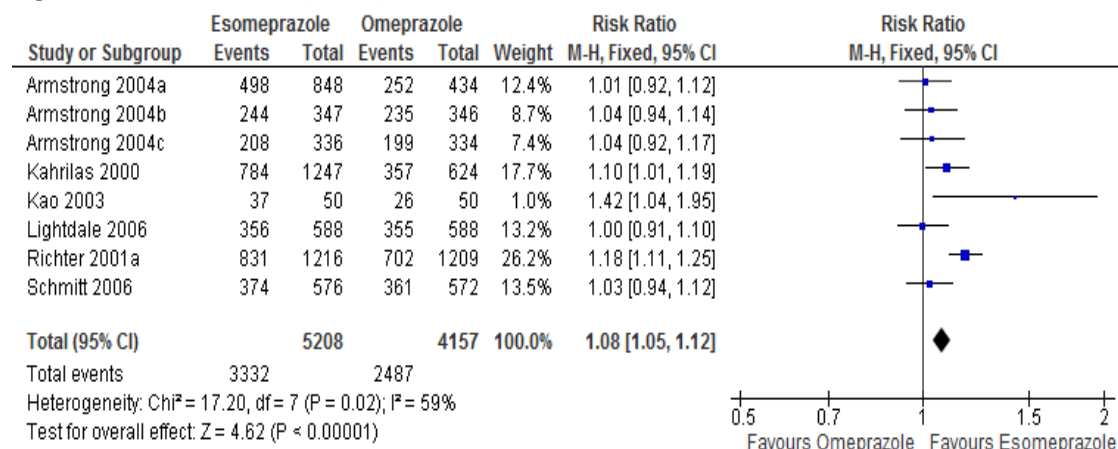 Esomeprazole Omeprazole Risk Ratio Risk Ratio
Study or Subgroup Events Total Events Total Weight M-H, Fixed, 95% CI M-H, Fixed, 95% CI
Armstrong 2004a 498 848 252 434 12.4% 1.01 [0.92, 1.12]
Armstrong 2004b 244 347 235 346 8.7% 1.04 [0.94, 1.14]
Armstrong 2004c 208 336 199 334 7.4% 1.04 [0.92, 1.17]
Kahrilas 2000 784 1247 357 624 17.7% 1.10 [1.01, 1.19]
Kao 2003 37 50 26 50 1.0% 1.42 [1.04, 1.95]
Lightdale 2006 356 588 355 588 13.2% 1.00 [0.91, 1.10]
Richter 2001a 831 1216 702 1209 26.2% 1.18 [1.11, 1.25]
Schmitt 2006 374 576 361 572 13.5% 1.03 [0.94, 1.12]
Total (95% CI) 5208 4157 100.0% 1.08 [1.05, 1.12]
Total events 3332 2487
Heterogeneity: Chi² = 17.20, df = 7 (P = 0.02); I² = 59%
Test for overall effect: Z = 4.62 (P < 0.00001)
0.5 0.7 1 1.5 2
Favours Omeprazole Favours Esomeprazole